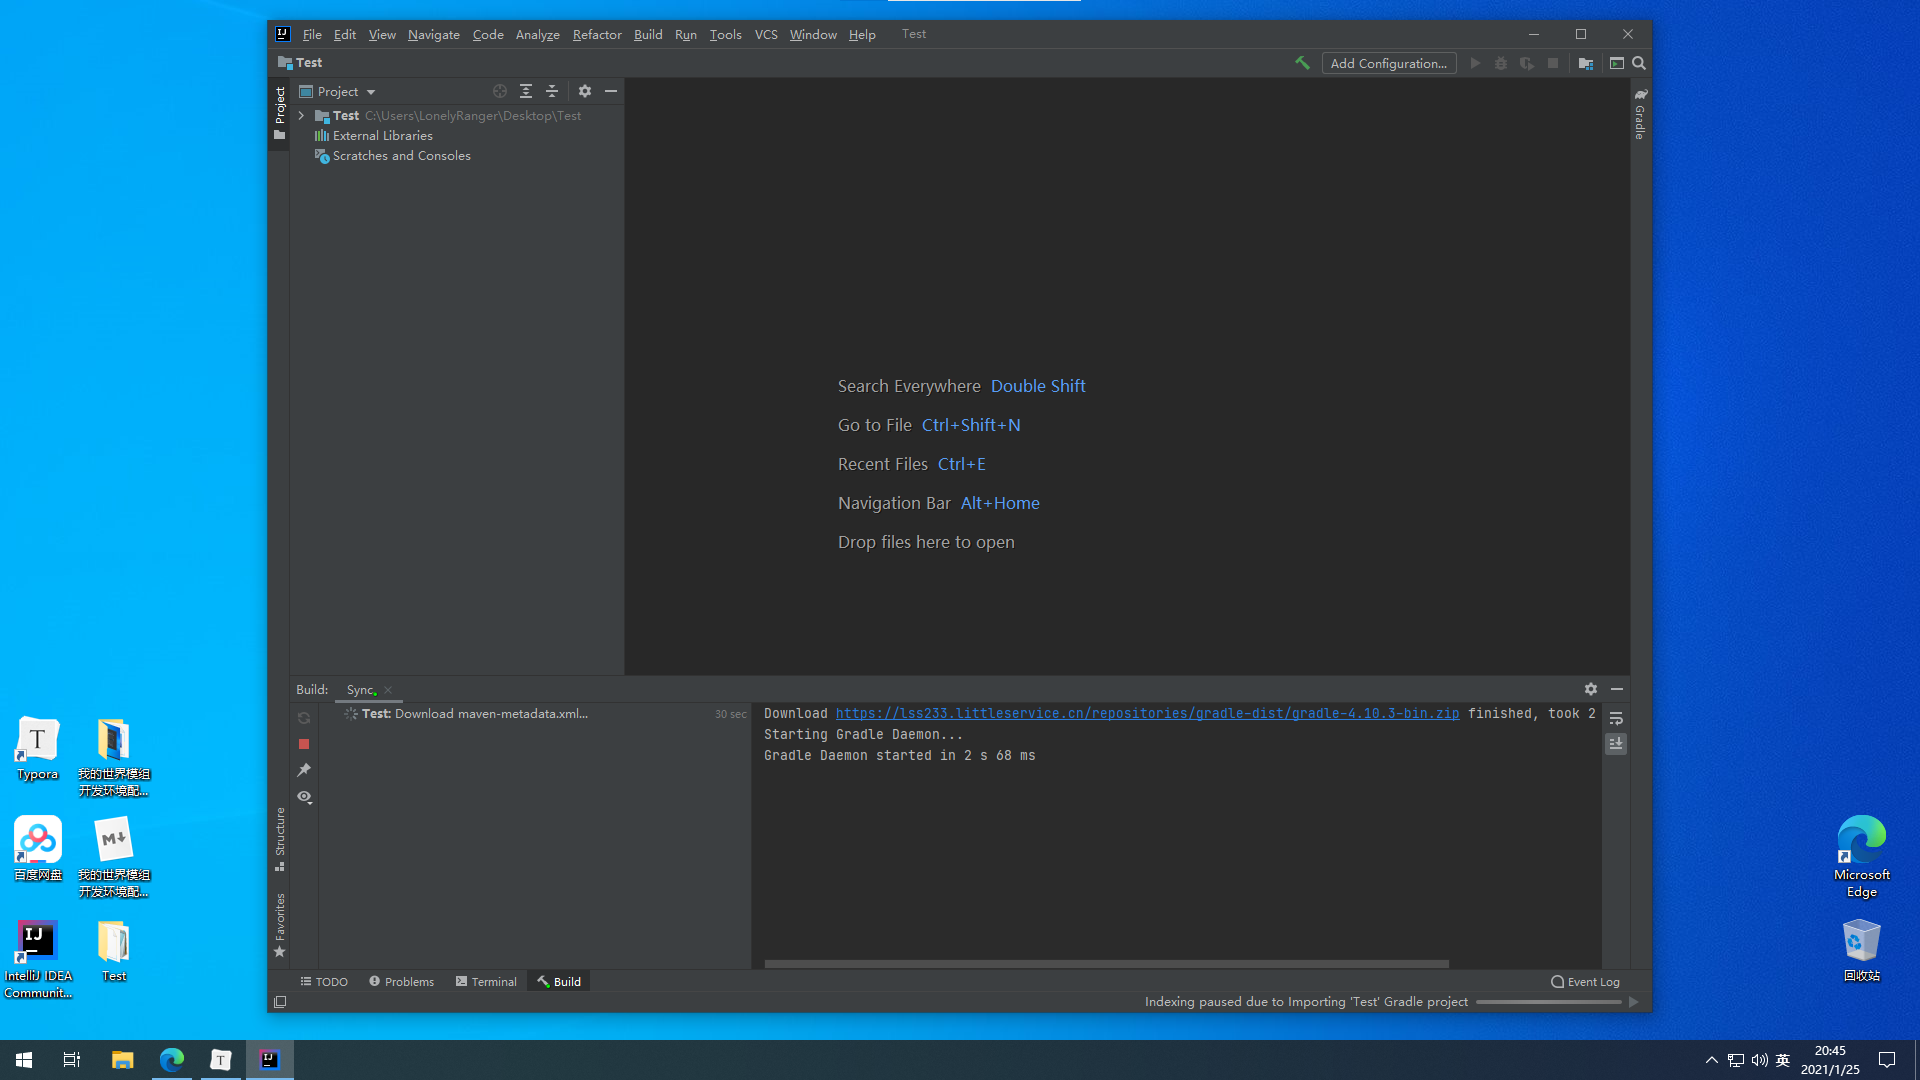 File Edit View Navigate Code Analyze Refactor Build Run Tools VCS Window Help Test
Test
Add Configuration...
Project
Project
Test C:\Users\LonelyRanger\Desktop\Test
External Libraries
Scratches and Consoles
Gradle
Search Everywhere Double Shift
Go to File Ctrl+Shift+N
Recent Files Ctrl+E
Navigation Bar Alt+Home
Drop files here to open
Build: Sync
Test: Download maven-metadata.xml... 30 sec
Download https://lss233.littleservice.cn/repositories/gradle-dist/gradle-4.10.3-bin.zip finished, took 2
Starting Gradle Daemon...
Gradle Daemon started in 2 s 68 ms
Structure
Favorites
TODO Problems Terminal Build Event Log
Indexing paused due to Importing 'Test' Gradle project
Typora
我的世界模组
开发环境配...
百度网盘
我的世界模组
开发环境配...
IntelliJ IDEA
Communit...
Test
Microsoft
Edge
回收站
英
20:45
2021/1/25